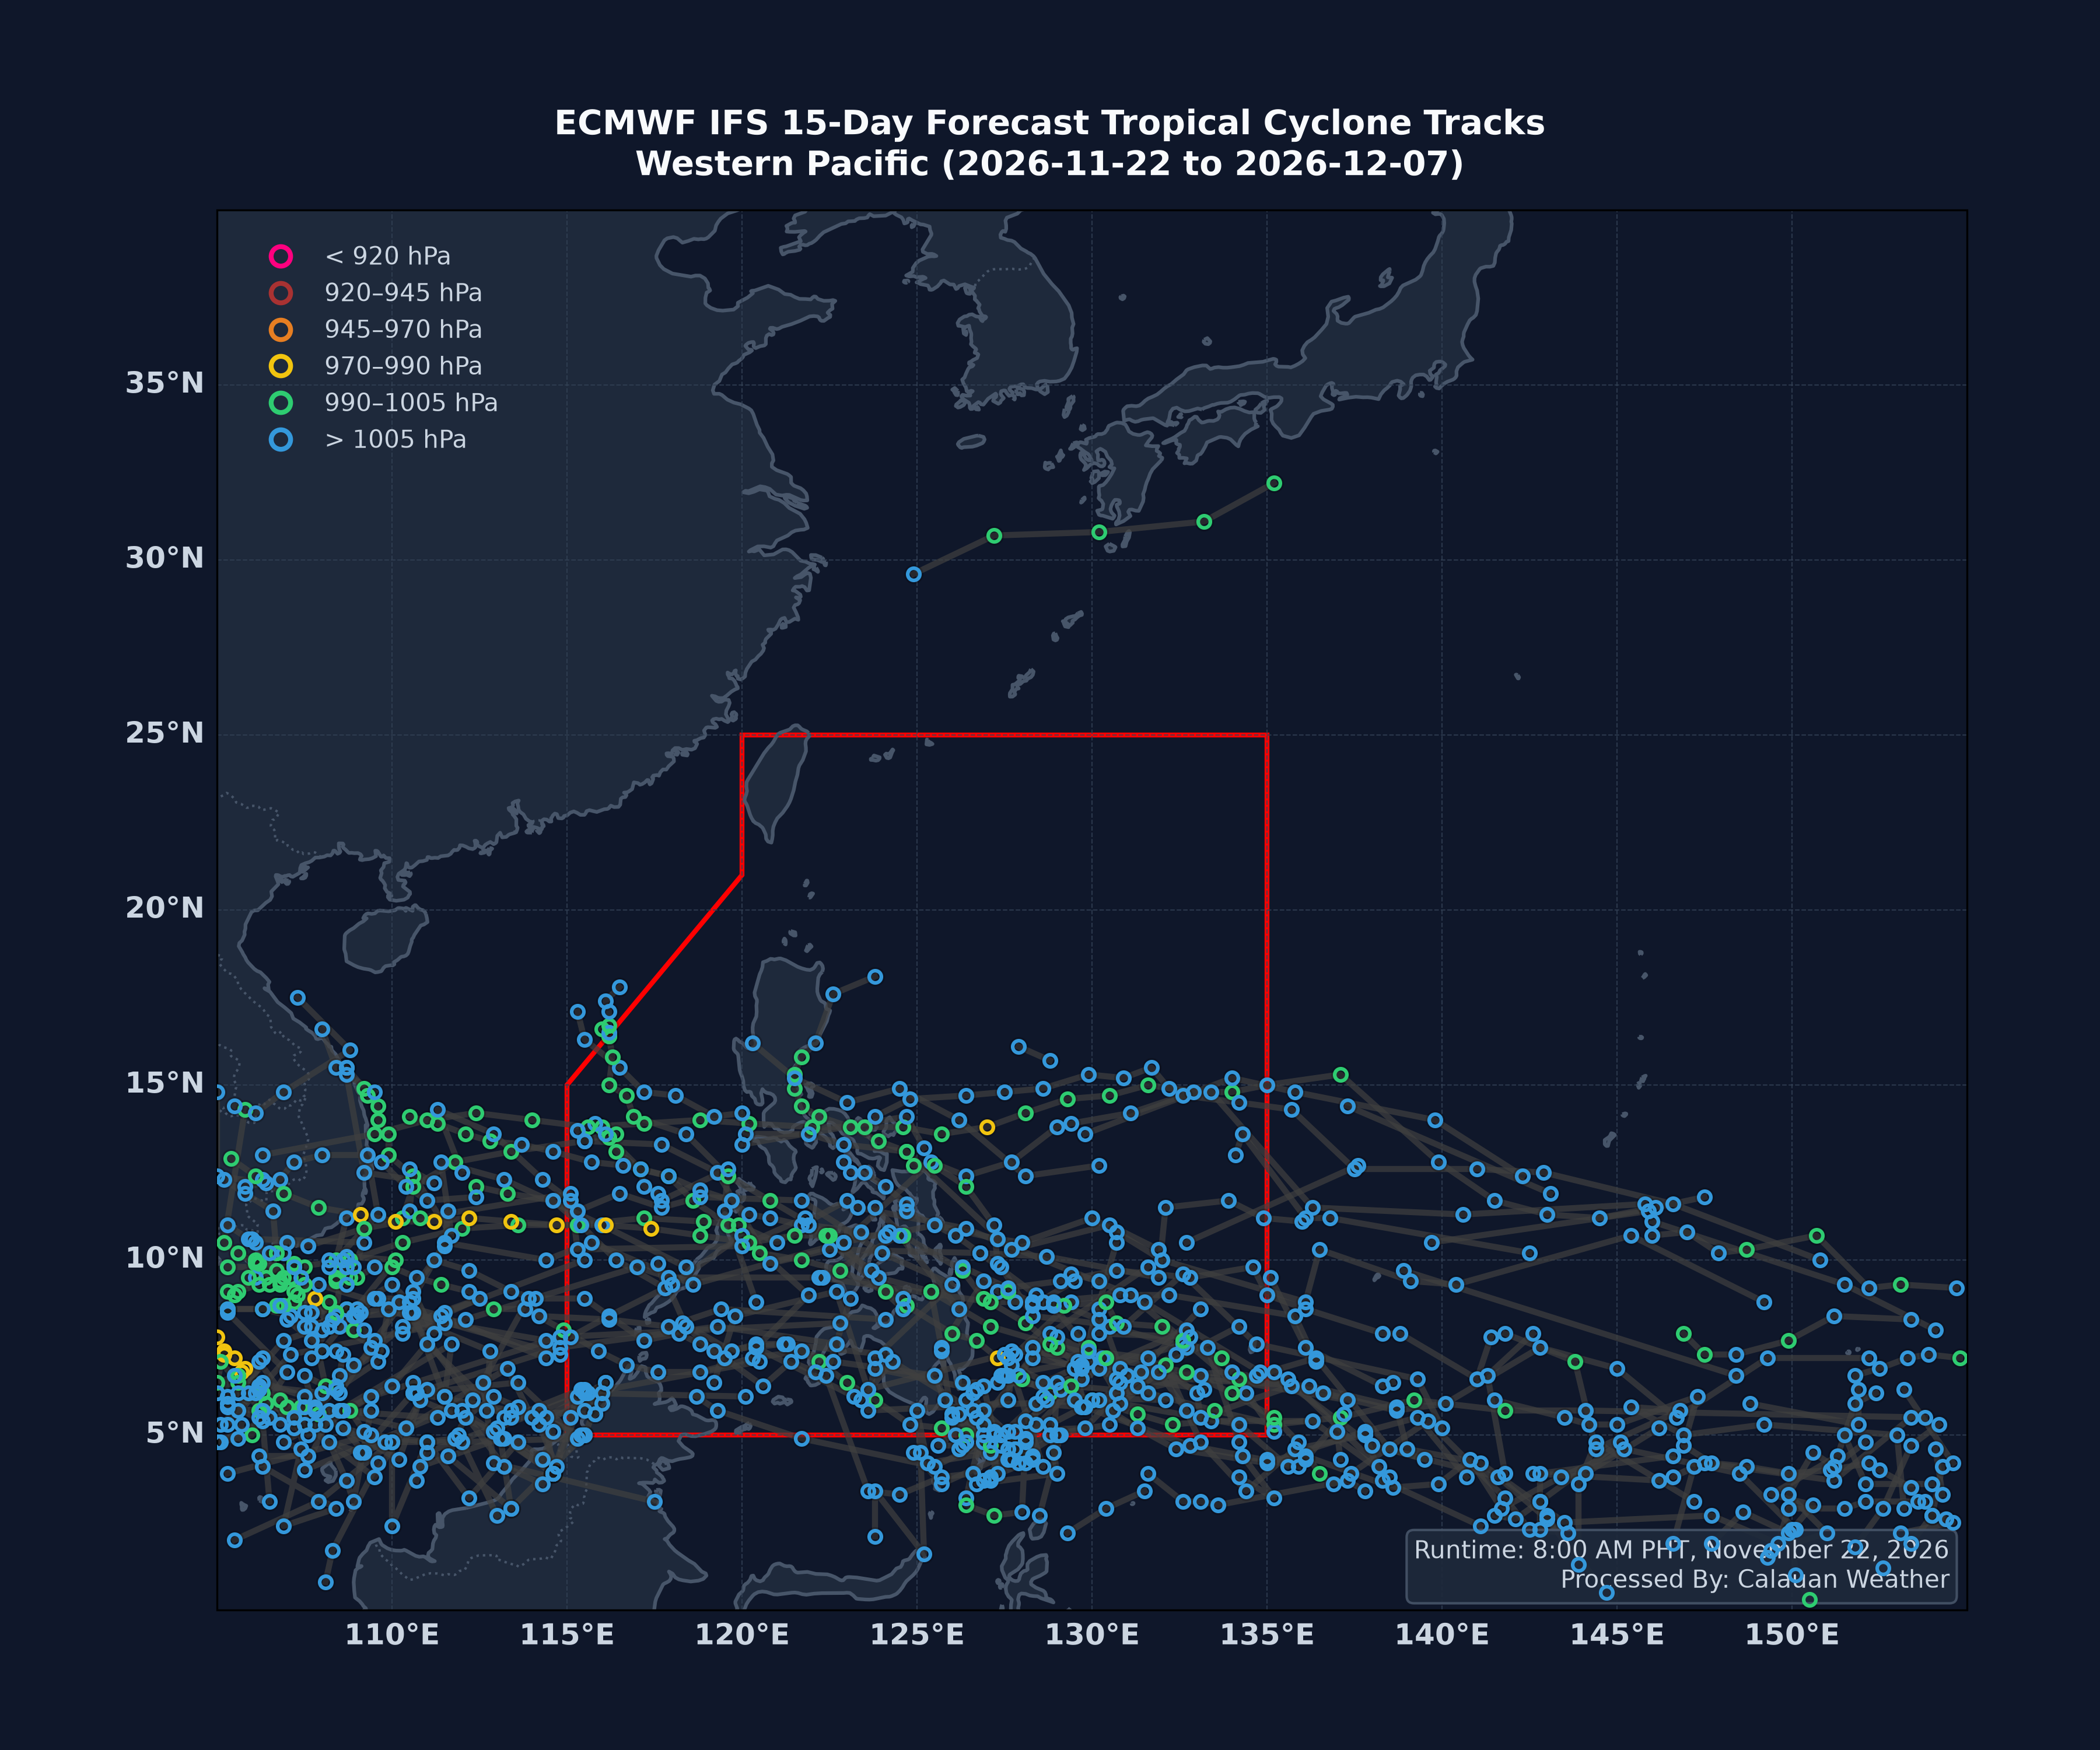 ECMWF IFS 15-Day Forecast Tropical Cyclone Tracks
Western Pacific (2026-11-22 to 2026-12-07)
< 920 hPa
920–945 hPa
945–970 hPa
970–990 hPa
990–1005 hPa
> 1005 hPa
35°N
30°N
25°N
20°N
15°N
10°N
5°N
Runtime: 8:00 AM PHT, November 22, 2026
Processed By: Calauan Weather
110°E 115°E 120°E 125°E 130°E 135°E 140°E 145°E 150°E